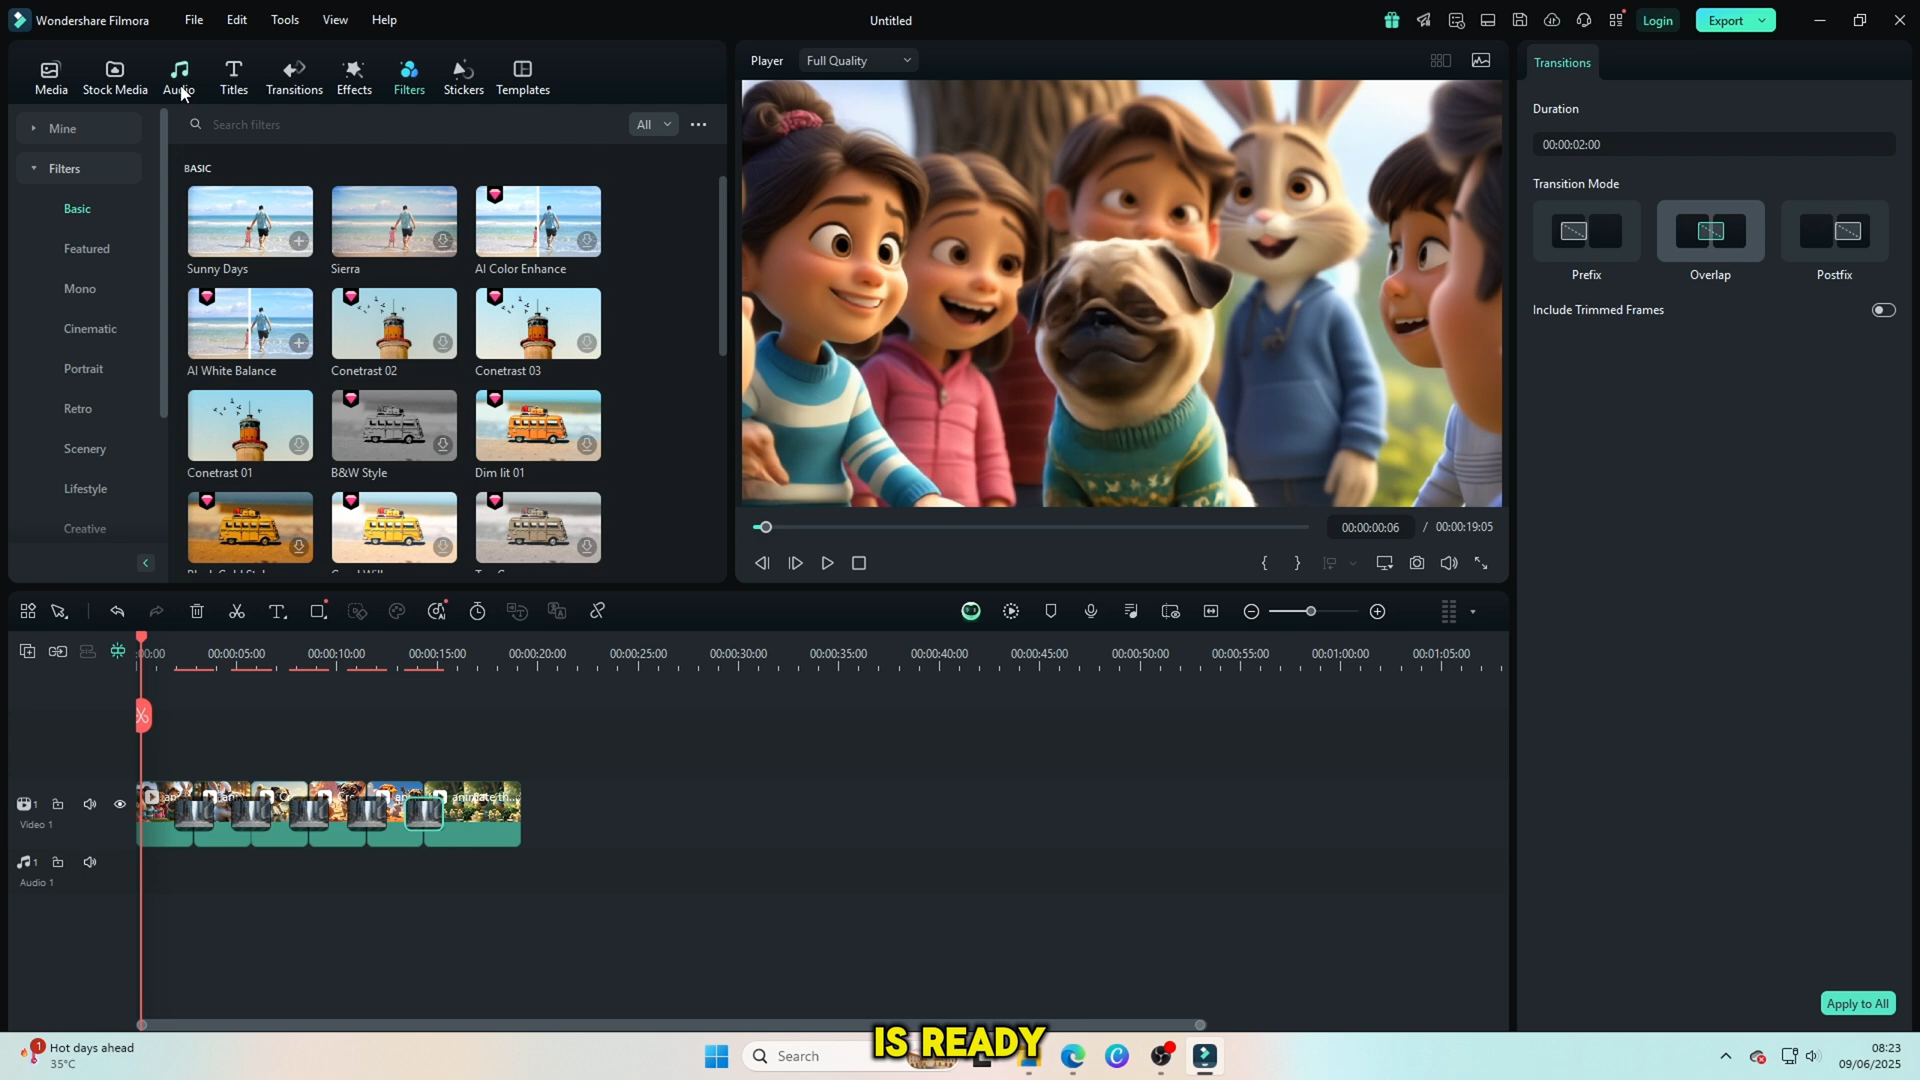 Wondershare Filmora
File
Edit
Tools
View
Help
Untitled
Login
Export
Media
Stock Media
Audio
Titles
Transitions
Effects
Filters
Stickers
Templates
Mine
Filters
Basic
Featured
Mono
Cinematic
Portrait
Retro
Scenery
Lifestyle
Creative
Search filters
All
BASIC
Sunny Days
Sierra
AI Color Enhance
AI White Balance
Conetrast 02
Conetrast 03
Conetrast 01
B&W Style
Dim lit 01
Player
Full Quality
00:00:00:06 / 00:00:19:05
Transitions
Duration
00:00:02:00
Transition Mode
Prefix
Overlap
Postfix
Include Trimmed Frames
Apply to All
:00:00
00:00:05:00
00:00:10:00
00:00:15:00
00:00:20:00
00:00:25:00
00:00:30:00
00:00:35:00
00:00:40:00
00:00:45:00
00:00:50:00
00:00:55:00
00:01:00:00
00:01:05:00
1
Video 1
animate th...
1
Audio 1
IS READY
1
Hot days ahead
35°C
Search
08:23
09/06/2025